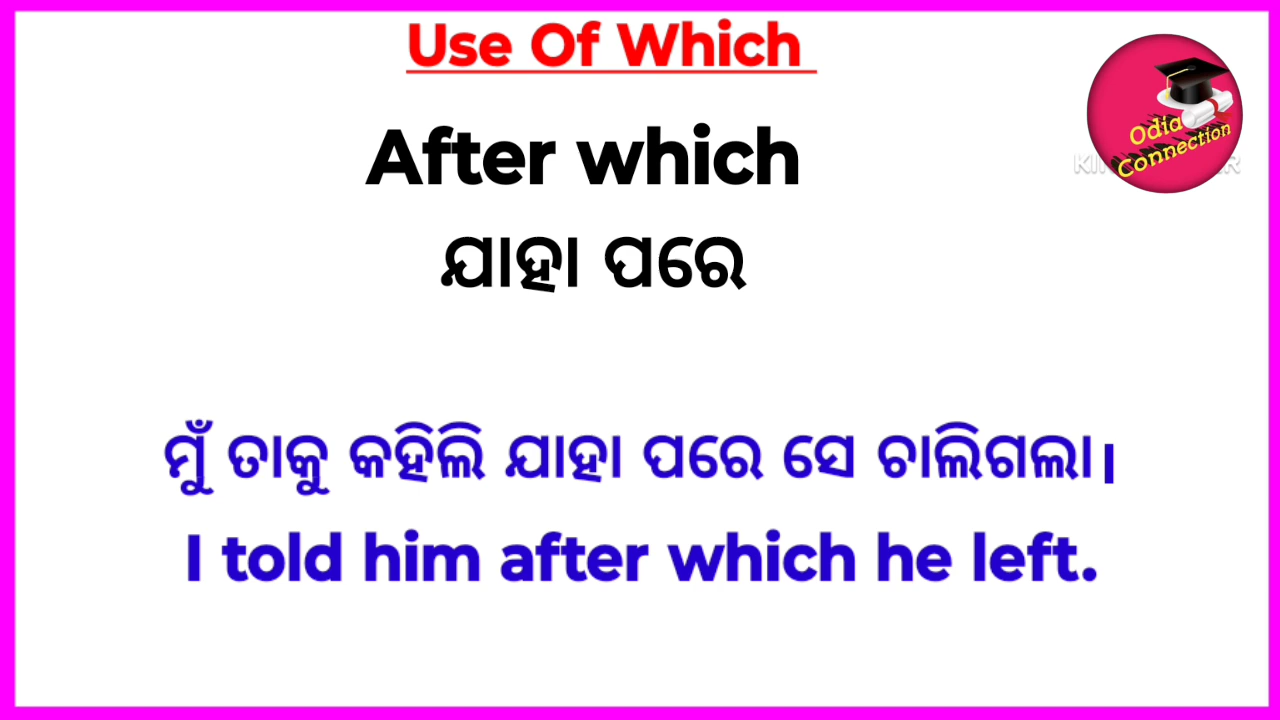 Use Of Which
After which
ଯାହା ପରେ
ମୁଁ ତାକୁ କହିଲି ଯାହା ପରେ ସେ ଚାଲିଗଲା।
I told him after which he left.
Odia
Connection